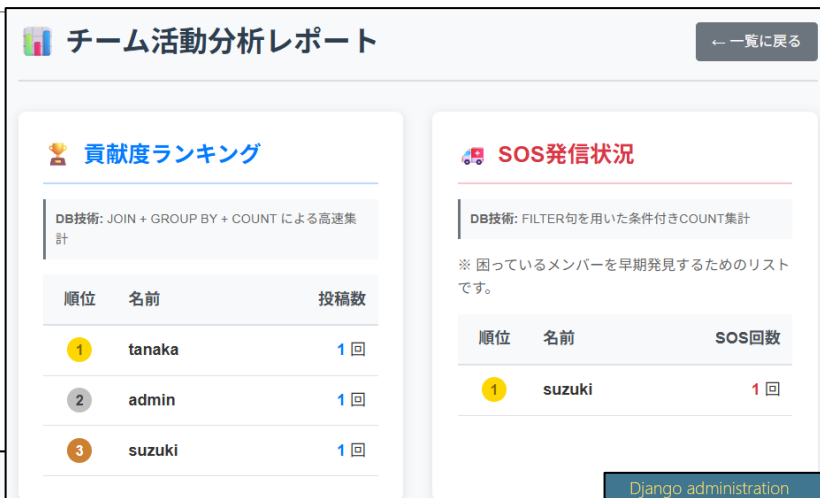 チーム活動分析レポート
← 一覧に戻る
貢献度ランキング
DB技術: JOIN + GROUP BY + COUNT による高速集
計
順位 名前 投稿数
1 tanaka 1 回
2 admin 1 回
3 suzuki 1 回
SOS発信状況
DB技術: FILTER句を用いた条件付きCOUNT集計
※ 困っているメンバーを早期発見するためのリスト
です。
順位 名前 SOS回数
1 suzuki 1 回
Django administration